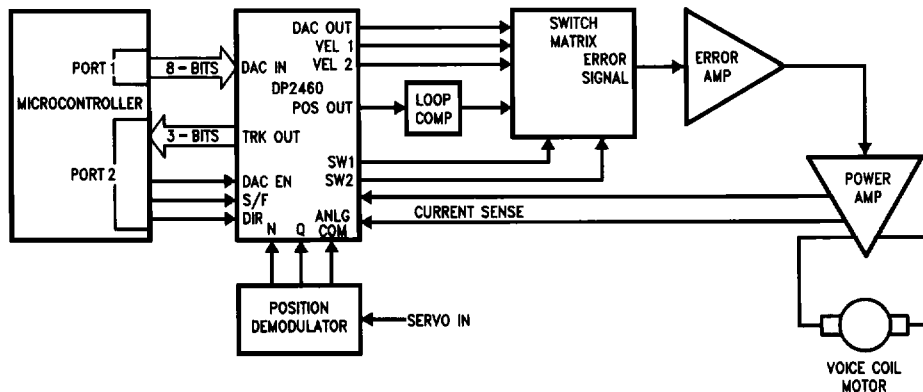 MICROCONTROLLER
PORT 1
PORT 2
8 - BITS
3 - BITS
DAC IN
DP2460
TRK OUT
DAC EN
S/F
DIR
N
Q
ANLG
COM
DAC OUT
VEL 1
VEL 2
POS OUT
SW1
SW2
LOOP
COMP
SWITCH
MATRIX
ERROR
SIGNAL
ERROR
AMP
POWER
AMP
CURRENT SENSE
POSITION
DEMODULATOR
SERVO IN
VOICE COIL
MOTOR